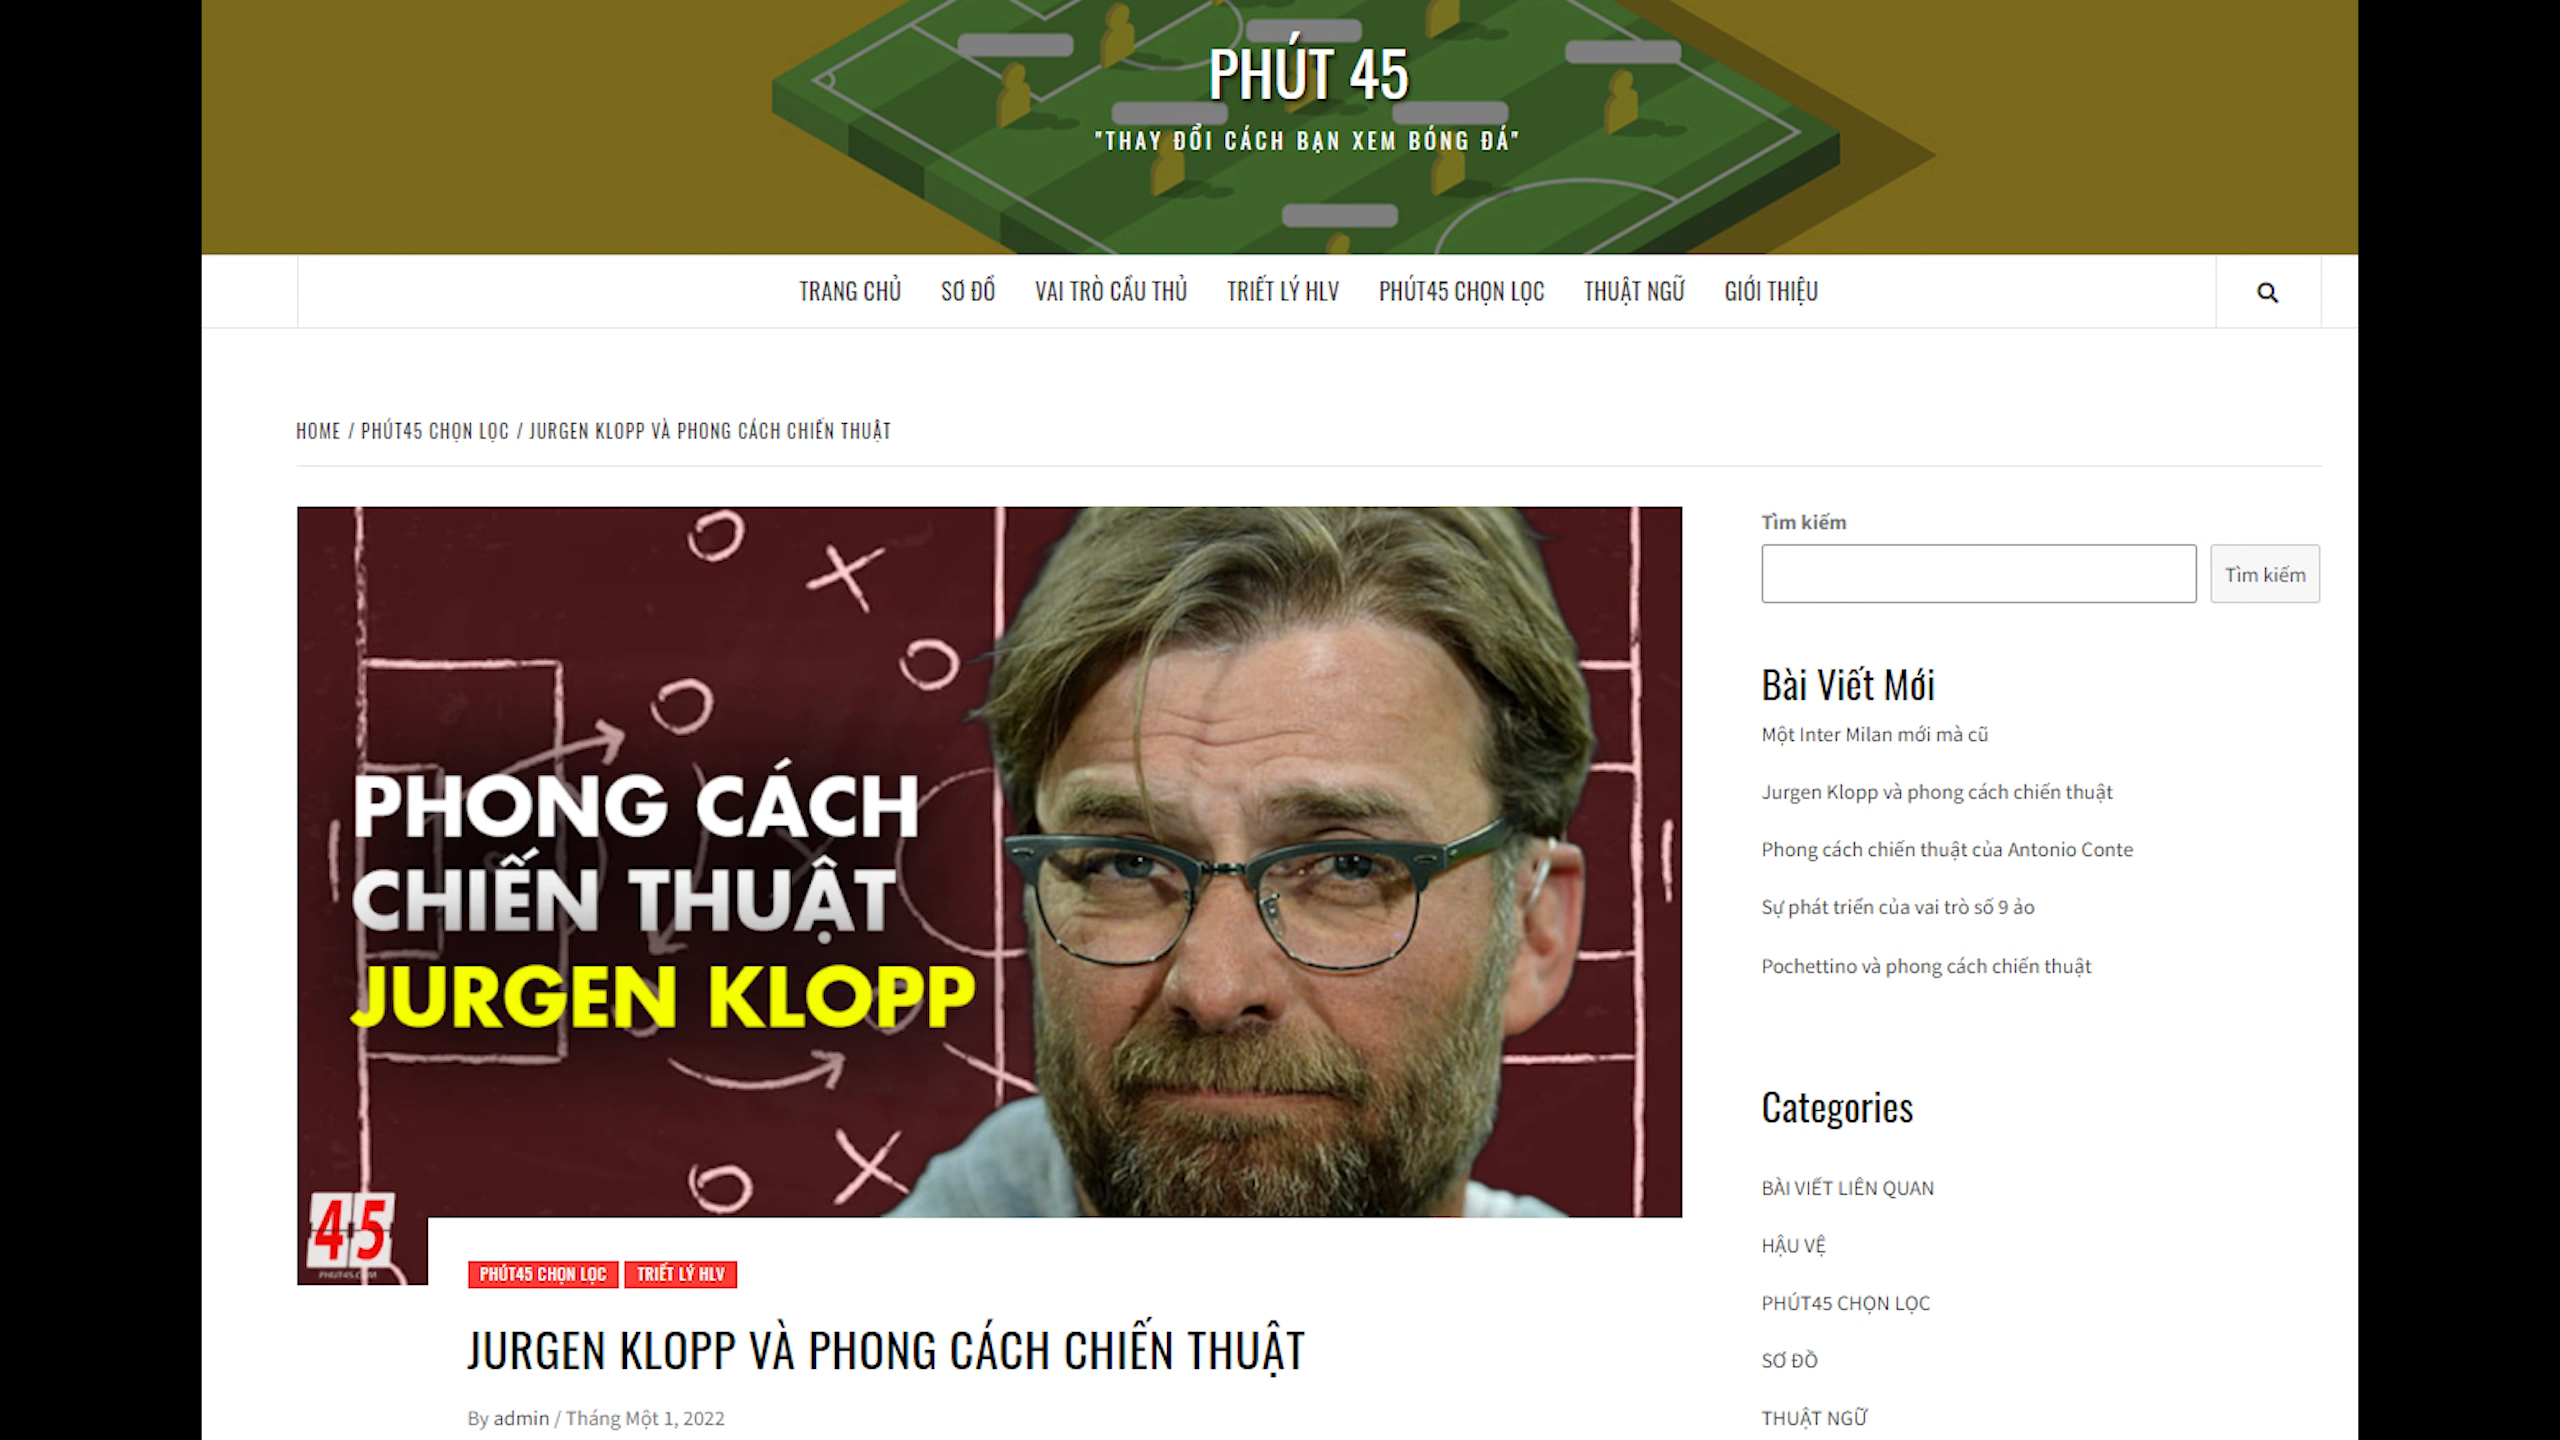 PHÚT 45
"THAY ĐỔI CÁCH BẠN XEM BÓNG ĐÁ"
TRANG CHỦ SƠ ĐỒ VAI TRÒ CẦU THỦ TRIẾT LÝ HLV PHÚT45 CHỌN LỌC THUẬT NGỮ GIỚI THIỆU
HOME / PHÚT45 CHỌN LỌC / JURGEN KLOPP VÀ PHONG CÁCH CHIẾN THUẬT
PHONG CÁCH
CHIẾN THUẬT
JURGEN KLOPP
45
PHUT45.COM
PHÚT45 CHỌN LỌC TRIẾT LÝ HLV
JURGEN KLOPP VÀ PHONG CÁCH CHIẾN THUẬT
By admin / Tháng Một 1, 2022
Tìm kiếm
Tìm kiếm
Bài Viết Mới
Một Inter Milan mới mà cũ
Jurgen Klopp và phong cách chiến thuật
Phong cách chiến thuật của Antonio Conte
Sự phát triển của vai trò số 9 ảo
Pochettino và phong cách chiến thuật
Categories
BÀI VIẾT LIÊN QUAN
HẬU VỆ
PHÚT45 CHỌN LỌC
SƠ ĐỒ
THUẬT NGỮ